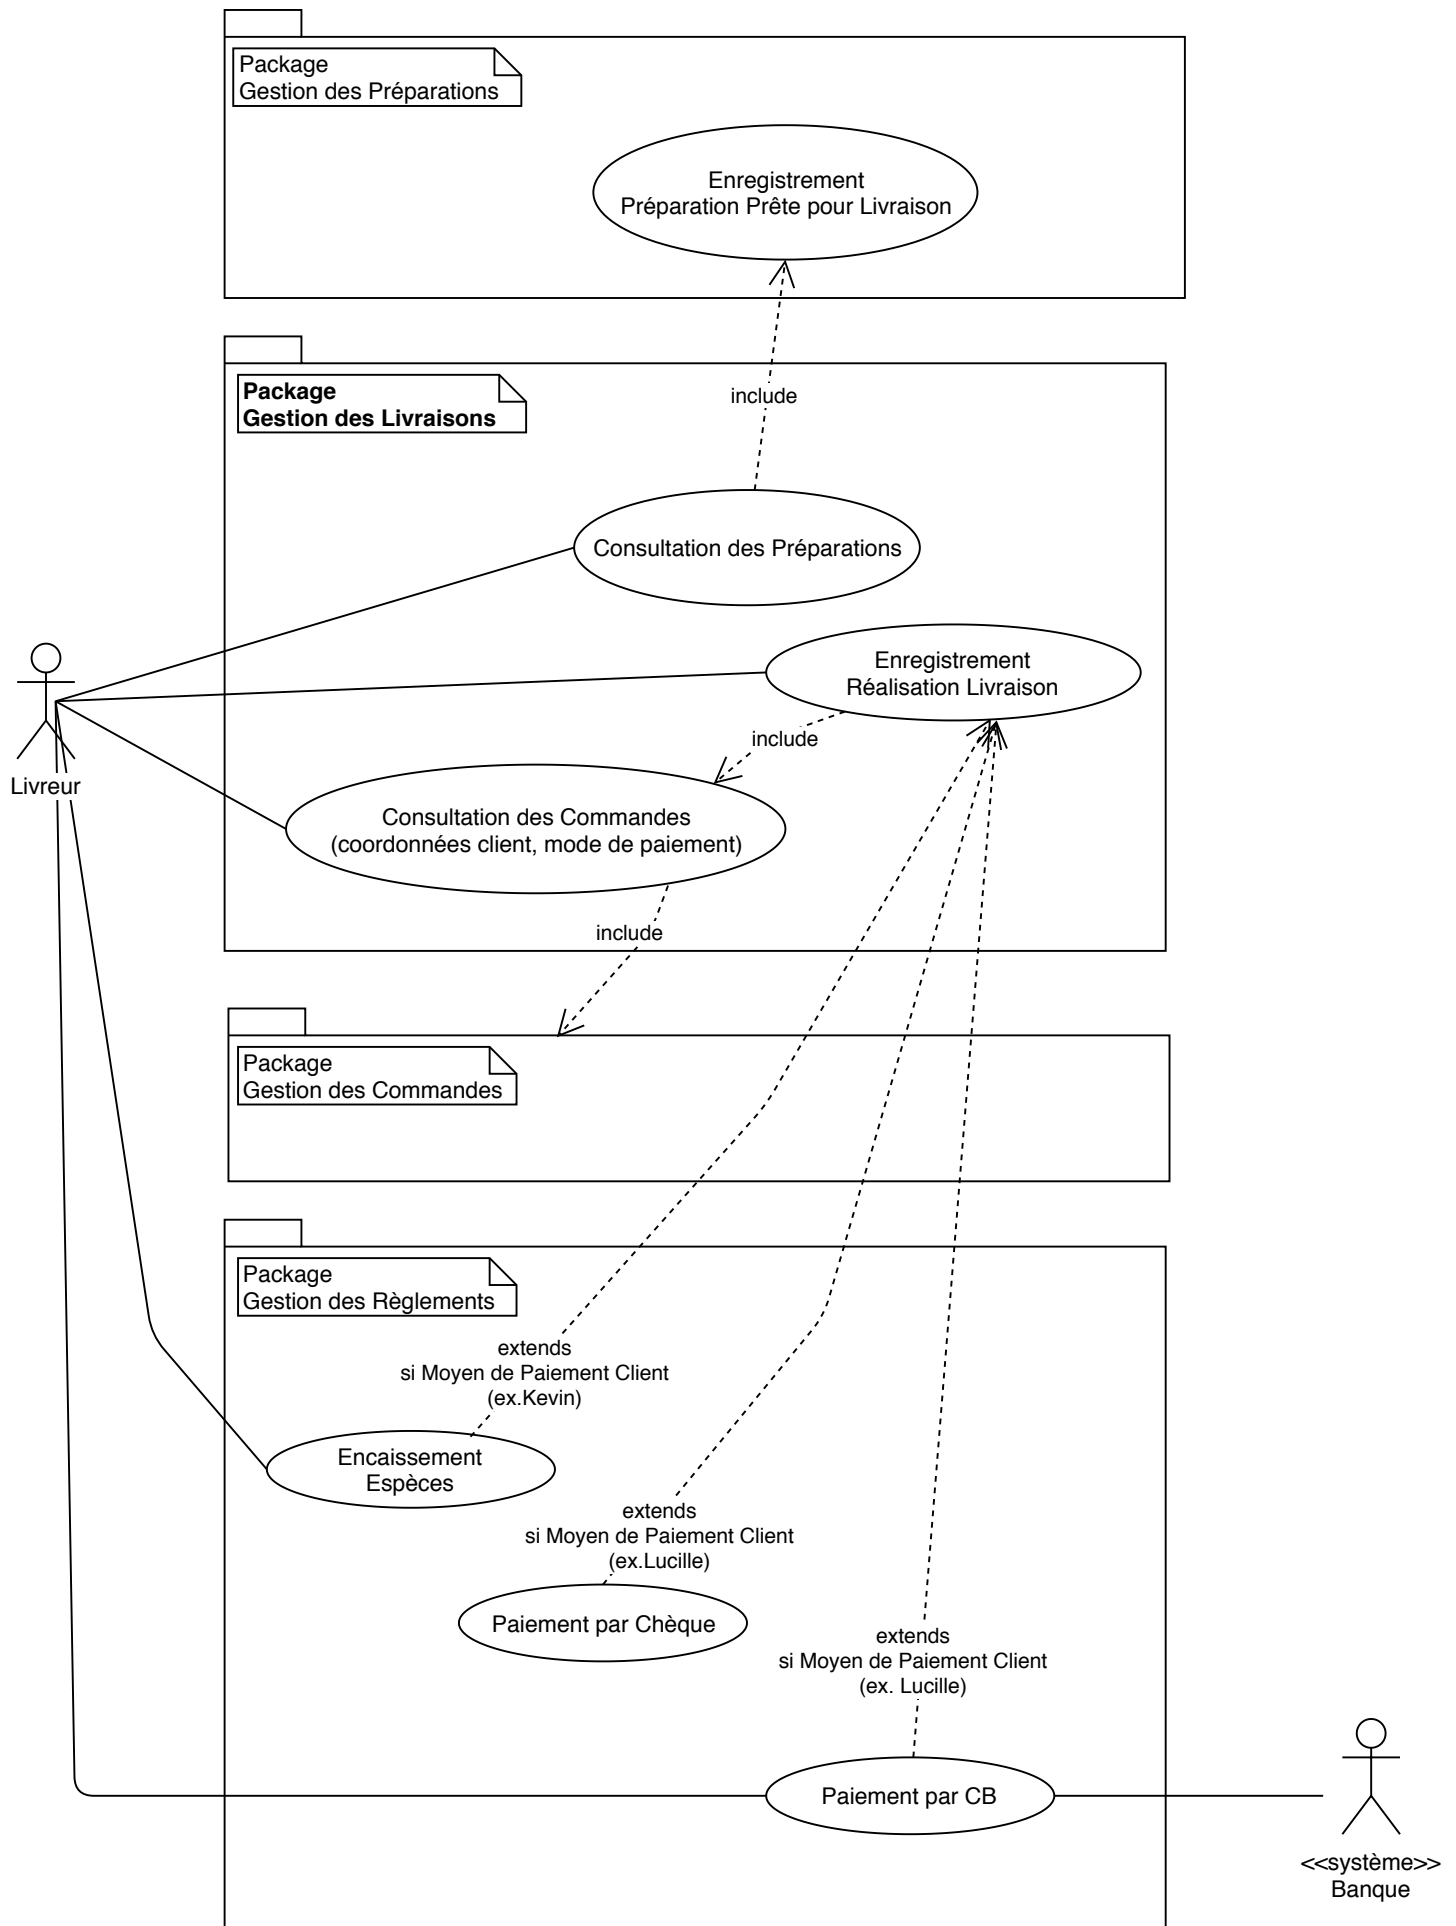 Package
Gestion des Préparations
Enregistrement
Préparation Prête pour Livraison
include
Package
Gestion des Livraisons
Consultation des Préparations
Enregistrement
Réalisation Livraison
include
Livreur
Consultation des Commandes
(coordonnées client, mode de paiement)
include
Package
Gestion des Commandes
Package
Gestion des Règlements
extends
si Moyen de Paiement Client
(ex.Kevin)
Encaissement
Espèces
extends
si Moyen de Paiement Client
(ex.Lucille)
Paiement par Chèque
extends
si Moyen de Paiement Client
(ex. Lucille)
Paiement par CB
<<système>>
Banque